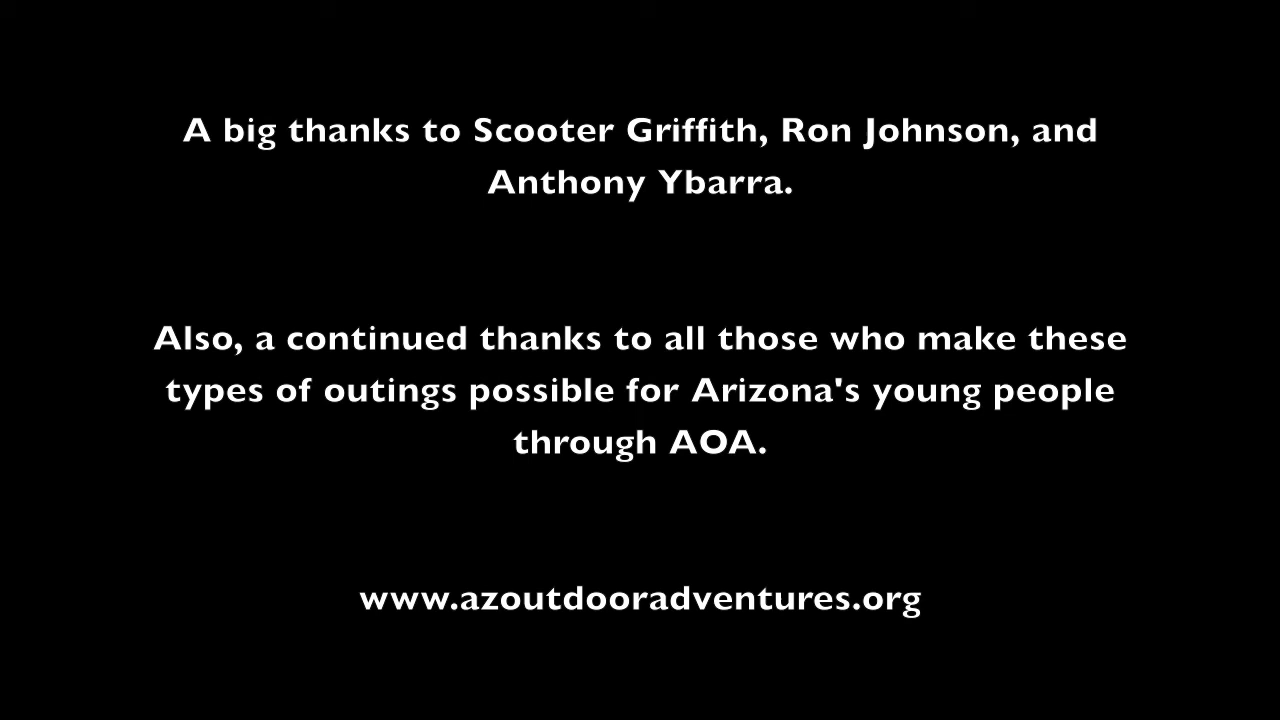 A big thanks to Scooter Griffith, Ron Johnson, and
Anthony Ybarra.
Also, a continued thanks to all those who make these
types of outings possible for Arizona's young people
through AOA.
www.azoutdooradventures.org